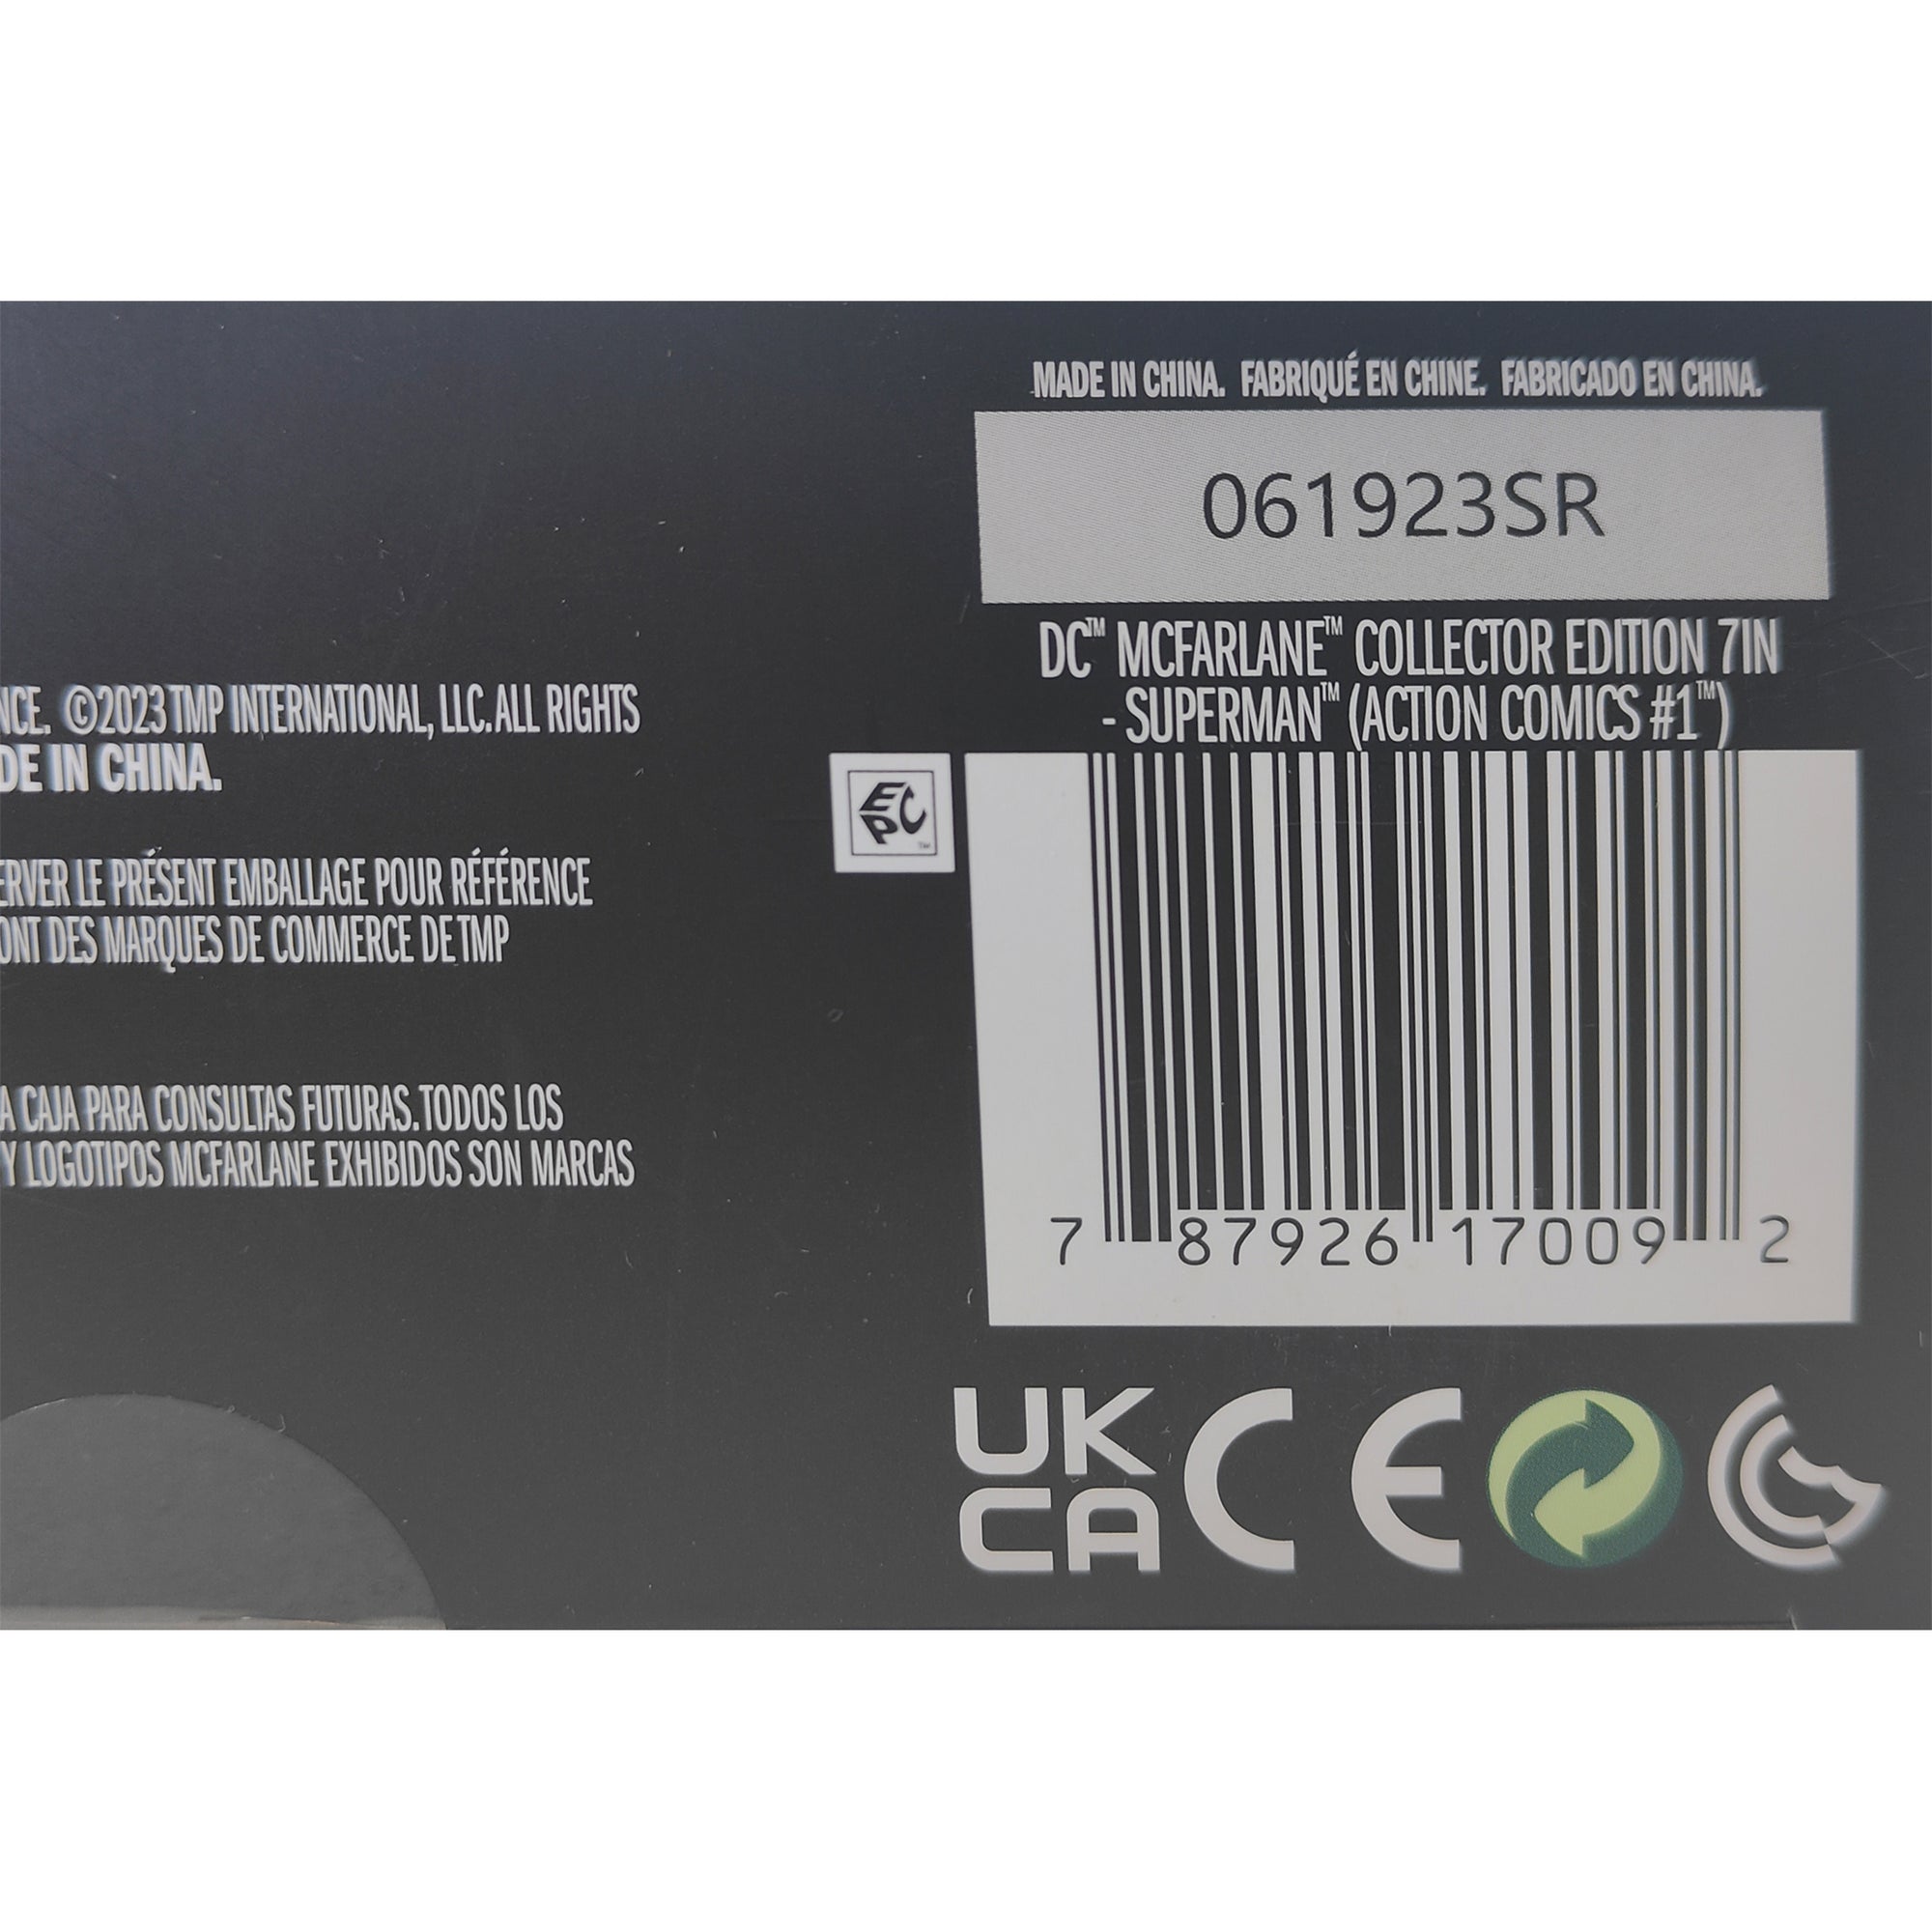 MADE IN CHINA. FABRIQUÉ EN CHINE. FABRICADO EN CHINA.
061923SR
DC™ MCFARLANE™ COLLECTOR EDITION 7IN
- SUPERMAN™ (ACTION COMICS #1™)
EPC™
7 87926 17009 2
UK
CA
CE
NCE. ©2023 TMP INTERNATIONAL, LLC. ALL RIGHTS
DE IN CHINA.
ERVER LE PRÉSENT EMBALLAGE POUR RÉFÉRENCE
ONT DES MARQUES DE COMMERCE DE TMP
A CAJA PARA CONSULTAS FUTURAS. TODOS LOS
Y LOGOTIPOS MCFARLANE EXHIBIDOS SON MARCAS